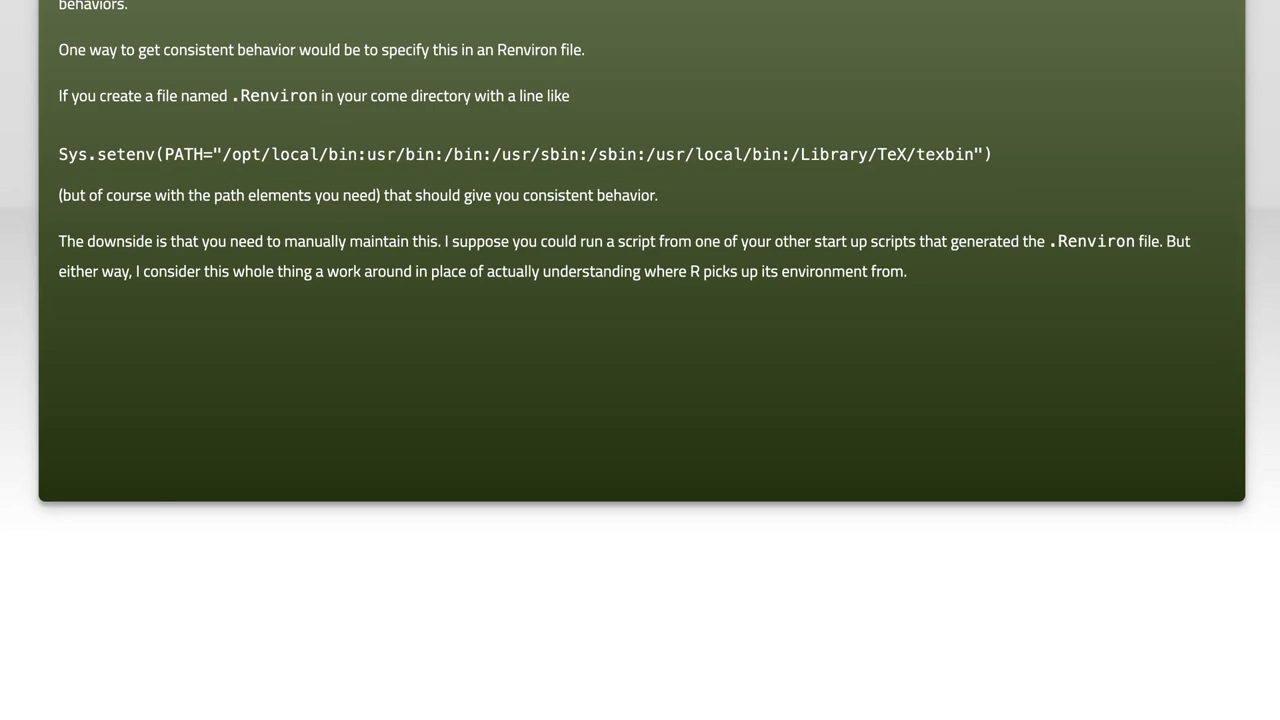 behaviors.
One way to get consistent behavior would be to specify this in an Renviron file.
If you create a file named .Renviron in your come directory with a line like
Sys.setenv(PATH="/opt/local/bin:usr/bin:/bin:/usr/sbin:/sbin:/usr/local/bin:/Library/TeX/texbin")
(but of course with the path elements you need) that should give you consistent behavior.
The downside is that you need to manually maintain this. I suppose you could run a script from one of your other start up scripts that generated the .Renviron file. But
either way, I consider this whole thing a work around in place of actually understanding where R picks up its environment from.